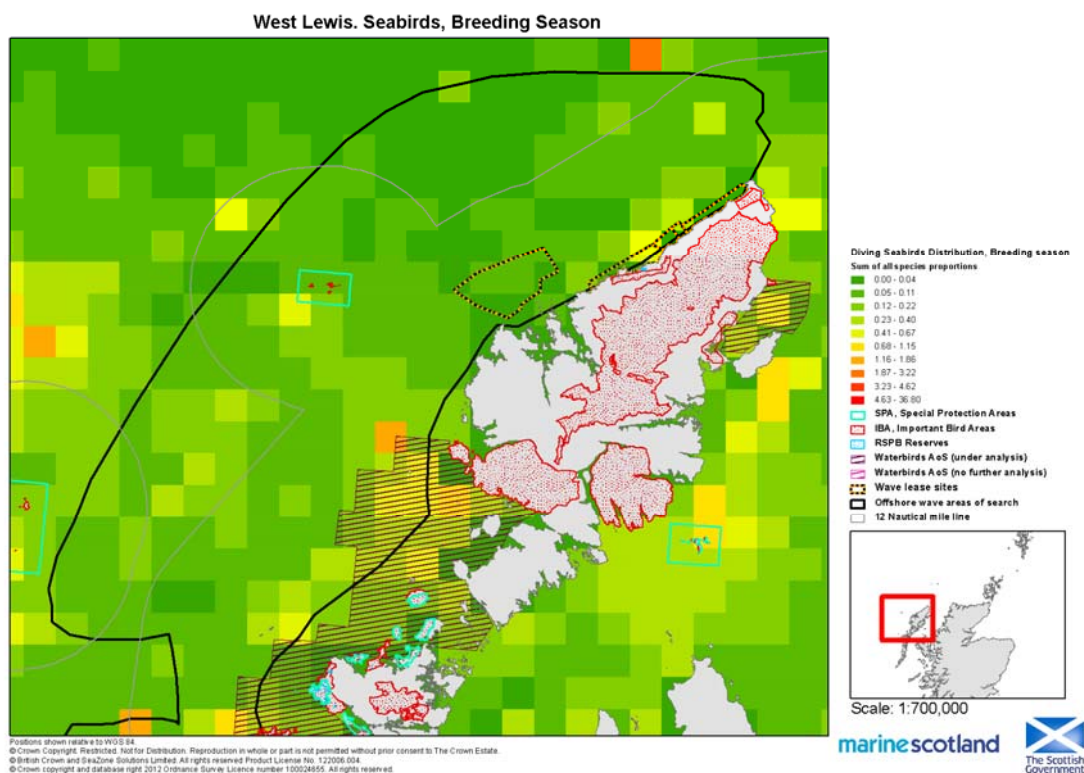 West Lewis. Seabirds, Breeding Season
Diving Seabirds Distribution, Breeding season
Sum of all species proportions
0.00 - 0.04
0.05 - 0.11
0.12 - 0.22
0.23 - 0.40
0.41 - 0.67
0.68 - 1.15
1.16 - 1.86
1.87 - 3.22
3.23 - 4.62
4.63 - 36.80
SPA, Special Protection Areas
IBA, Important Bird Areas
RSPB Reserves
Waterbirds AoS (under analysis)
Waterbirds AoS (no further analysis)
Wave lease sites
Offshore wave areas of search
12 Nautical mile line
Scale: 1:700,000
marinescotland
The Scottish
Government
Positions shown relative to WGS 84.
© Crown Copyright. Restricted. Not for Distribution. Reproduction in whole or part is not permitted without prior consent to The Crown Estate.
© British Crown and SeaZone Solutions Limited. All rights reserved Product License No. 122006.004.
© Crown copyright and database right 2012 Ordnance Survey Licence number 100024655. All rights reserved.